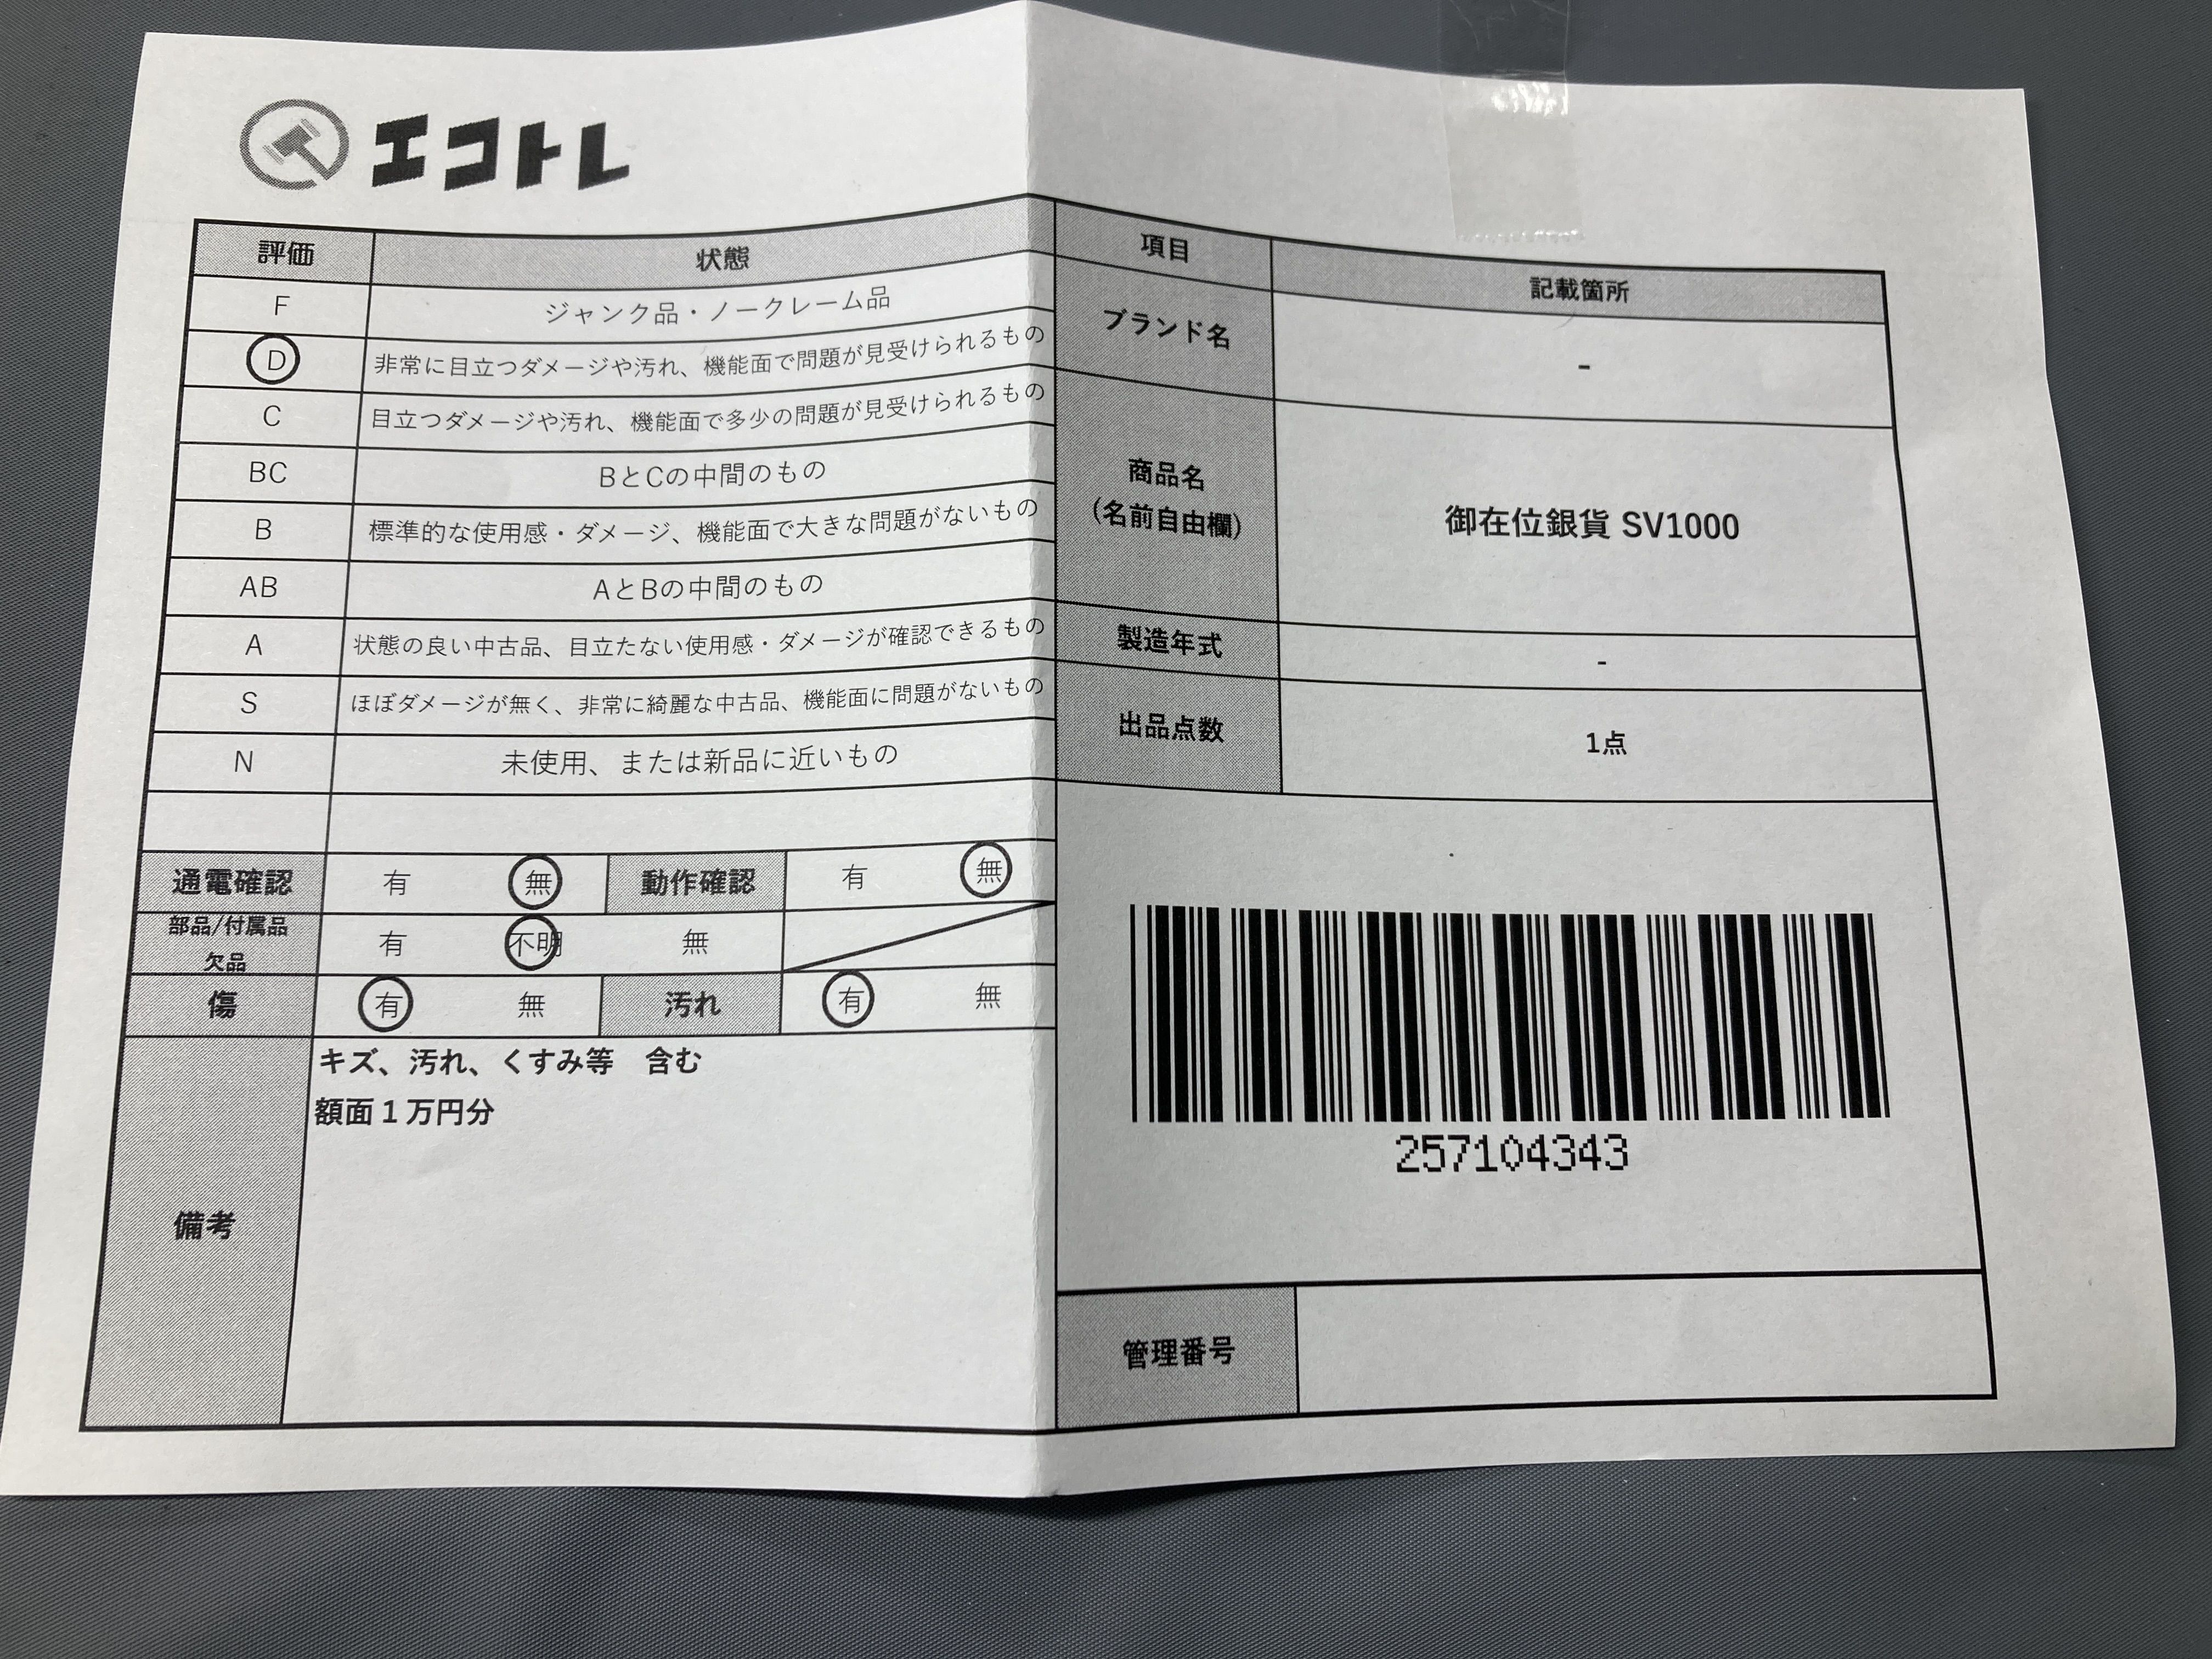 エコトレ
評価 状態
F ジャンク品・ノークレーム品
D 非常に目立つダメージや汚れ、機能面で問題が見受けられるもの
C 目立つダメージや汚れ、機能面で多少の問題が見受けられるもの
BC BとCの中間のもの
B 標準的な使用感・ダメージ、機能面で大きな問題がないもの
AB AとBの中間のもの
A 状態の良い中古品、目立たない使用感・ダメージが確認できるもの
S ほぼダメージが無く、非常に綺麗な中古品、機能面に問題がないもの
N 未使用、または新品に近いもの
通電確認 有 無 動作確認 有 無
部品/付属品
欠品 有 不明 無
傷 有 無 汚れ 有 無
備考
キズ、汚れ、くすみ等 含む
額面1万円分
項目 記載箇所
ブランド名 -
商品名
(名前自由欄)
御在位銀貨 SV1000
製造年式 -
出品点数 1点
257104343
管理番号